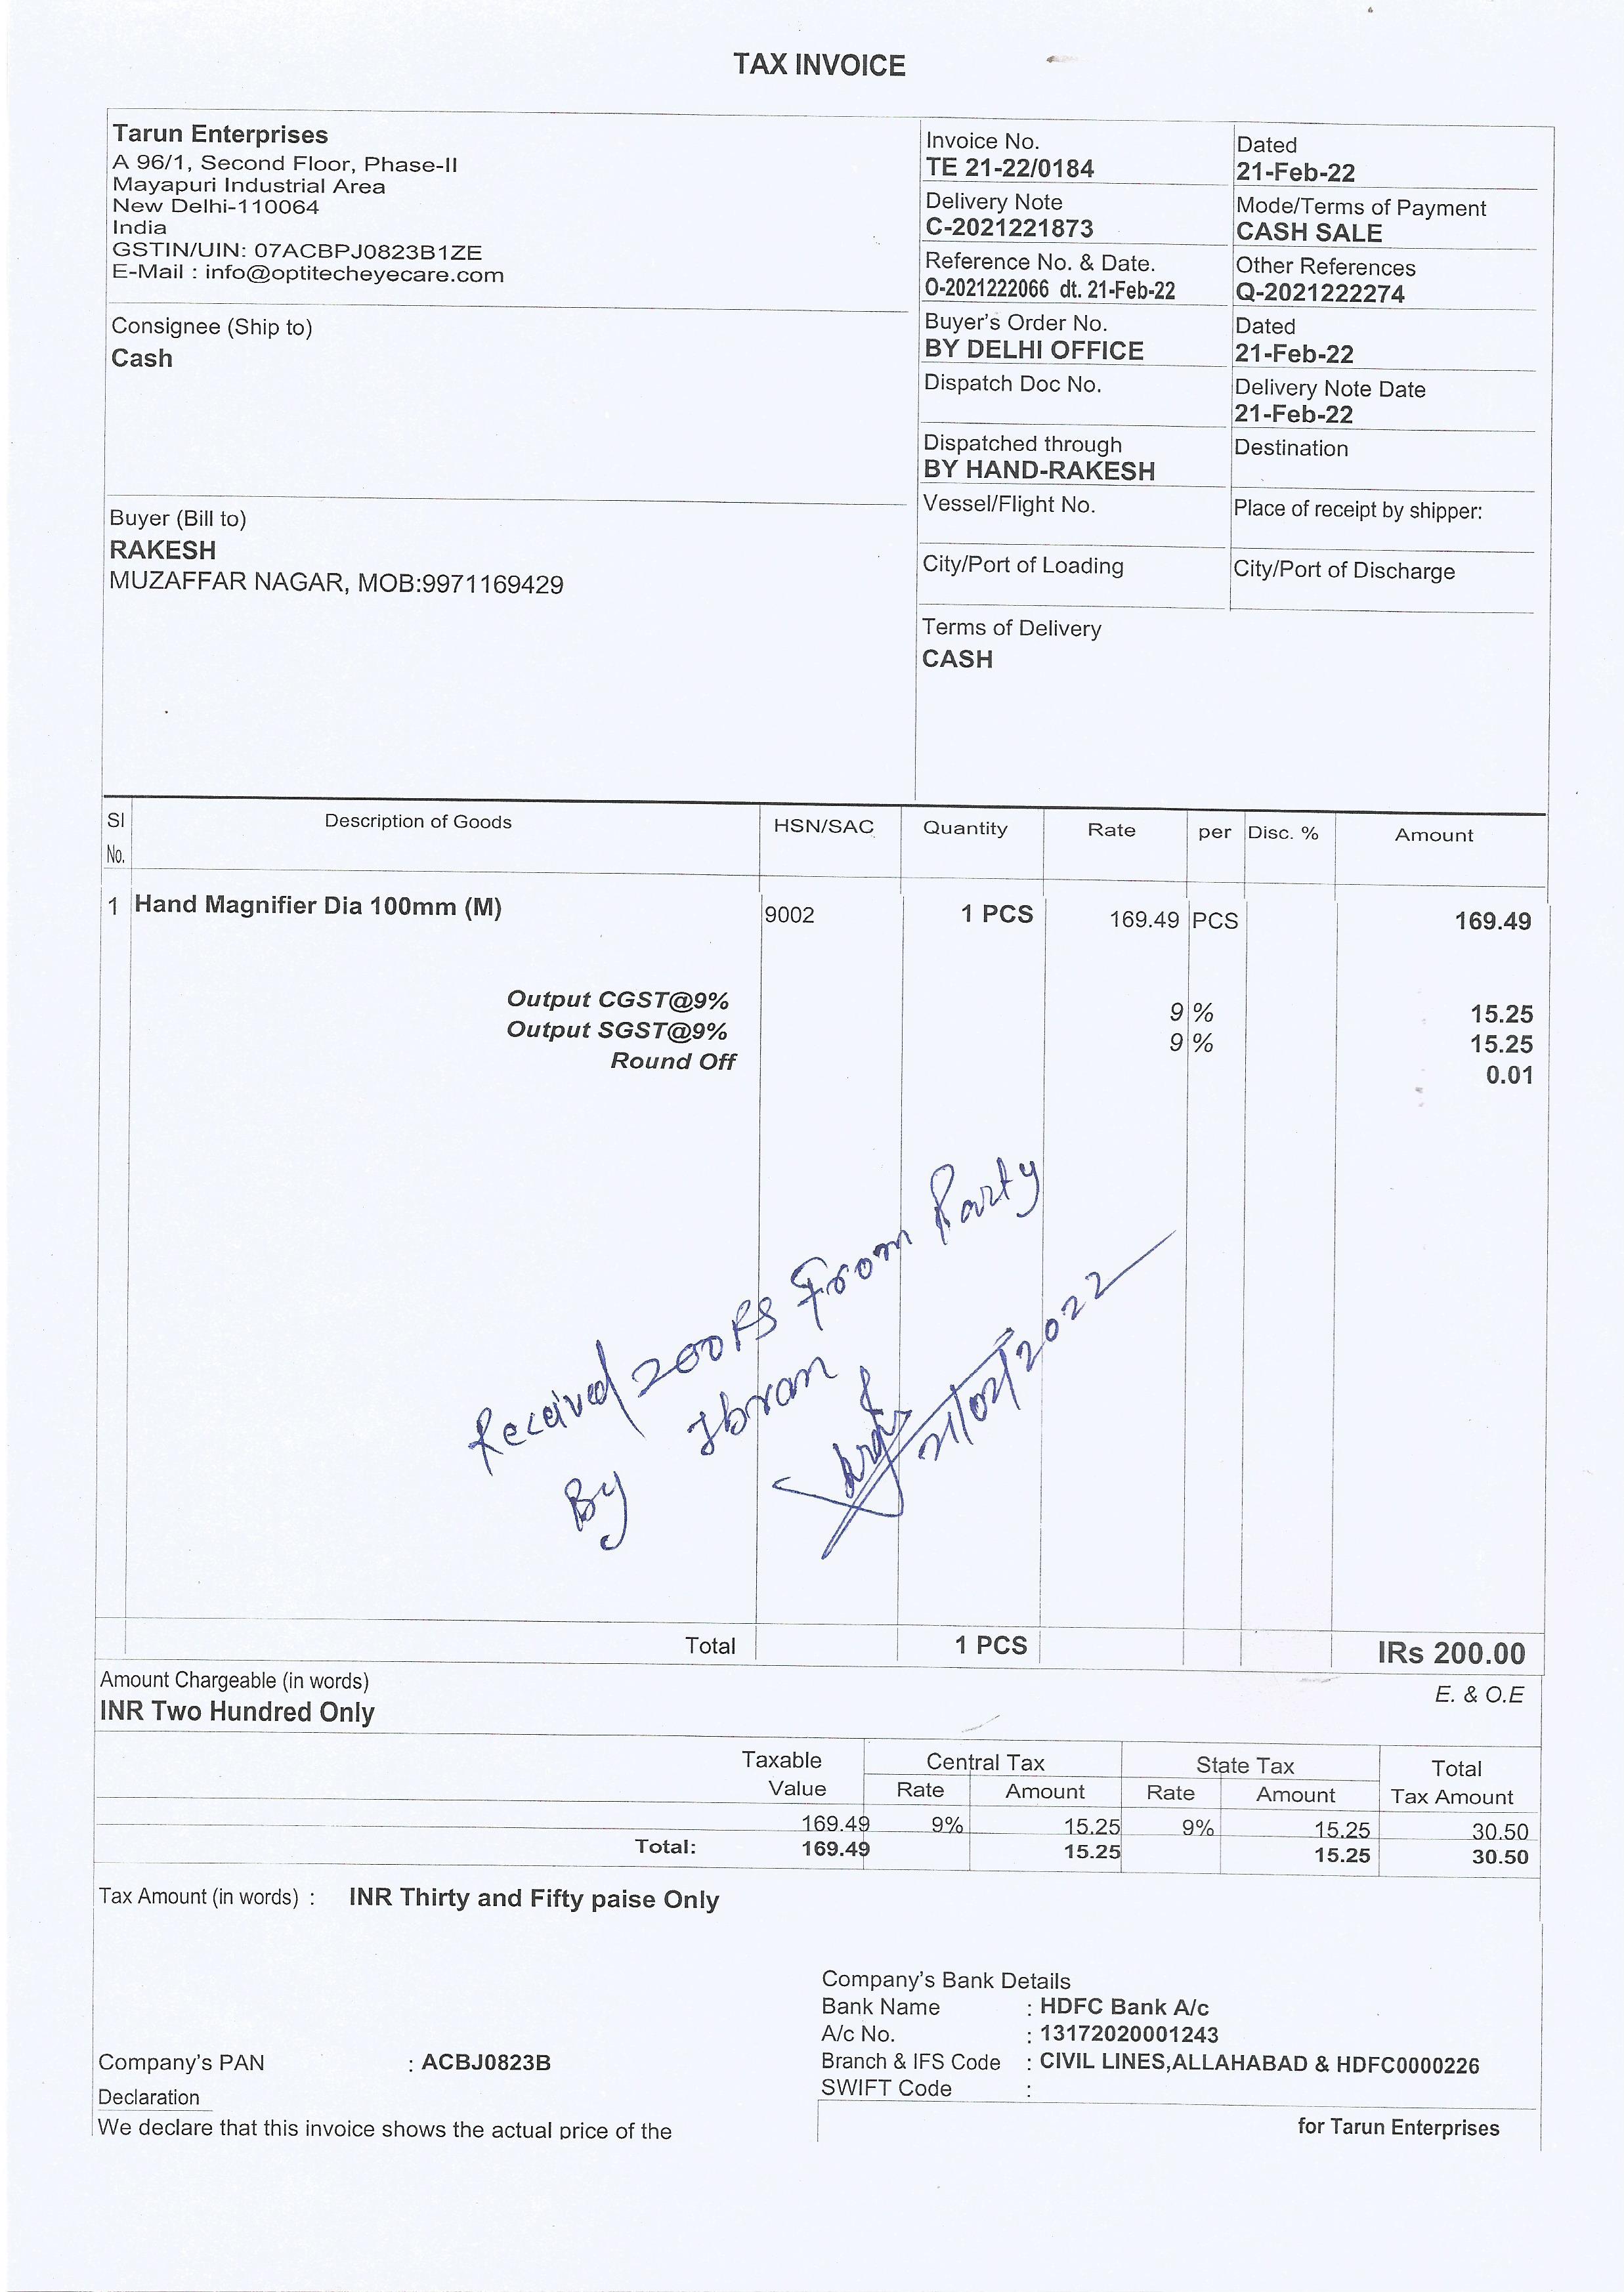 TAX INVOICE
Tarun Enterprises
A 96/1, Second Floor, Phase-II
Mayapuri Industrial Area
New Delhi-110064
India
GSTIN/UIN: 07ACBPJ0823B1ZE
E-Mail : info@optitecheyecare.com
Consignee (Ship to)
Cash
Buyer (Bill to)
RAKESH
MUZAFFAR NAGAR, MOB:9971169429
Invoice No.
TE 21-22/0184
Dated
21-Feb-22
Delivery Note
C-2021221873
Mode/Terms of Payment
CASH SALE
Reference No. & Date.
O-2021222066 dt. 21-Feb-22
Other References
Q-2021222274
Buyer's Order No.
BY DELHI OFFICE
Dated
21-Feb-22
Dispatch Doc No.
Delivery Note Date
21-Feb-22
Dispatched through
BY HAND-RAKESH
Destination
Vessel/Flight No.
Place of receipt by shipper:
City/Port of Loading
City/Port of Discharge
Terms of Delivery
CASH
Sl No. Description of Goods HSN/SAC Quantity Rate per Disc. % Amount
1 Hand Magnifier Dia 100mm (M) 9002 1 PCS 169.49 PCS 169.49
Output CGST@9% 9 % 15.25
Output SGST@9% 9 % 15.25
Round Off 0.01
Received 200RS From Party
By Ibran
21/02/2022
Total 1 PCS IRs 200.00
Amount Chargeable (in words)
E. & O.E
INR Two Hundred Only
Taxable Value Central Tax State Tax Total Tax Amount
Rate Amount Rate Amount
169.49 9% 15.25 9% 15.25 30.50
Total: 169.49 15.25 15.25 30.50
Tax Amount (in words) : INR Thirty and Fifty paise Only
Company's Bank Details
Bank Name : HDFC Bank A/c
A/c No. : 13172020001243
Branch & IFS Code : CIVIL LINES,ALLAHABAD & HDFC0000226
SWIFT Code :
Company's PAN : ACBJ0823B
Declaration
We declare that this invoice shows the actual price of the
for Tarun Enterprises